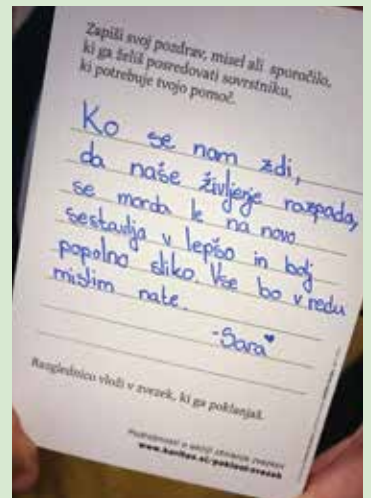 Zapiši svoj pozdrav, misel ali sporočilo,
ki ga želiš posredovati sovrstniku,
ki potrebuje tvojo pomoč.
Ko se nam zdi,
da naše življenje razpada,
se morda le na novo
sestavlja v lepšo in bolj
popolno sliko. Vse bo v redu
mislim nate.
-Sara♥
Razglednico vloži v zvezek, ki ga poklanjaš.
www.karitas.si/poklonizvezek